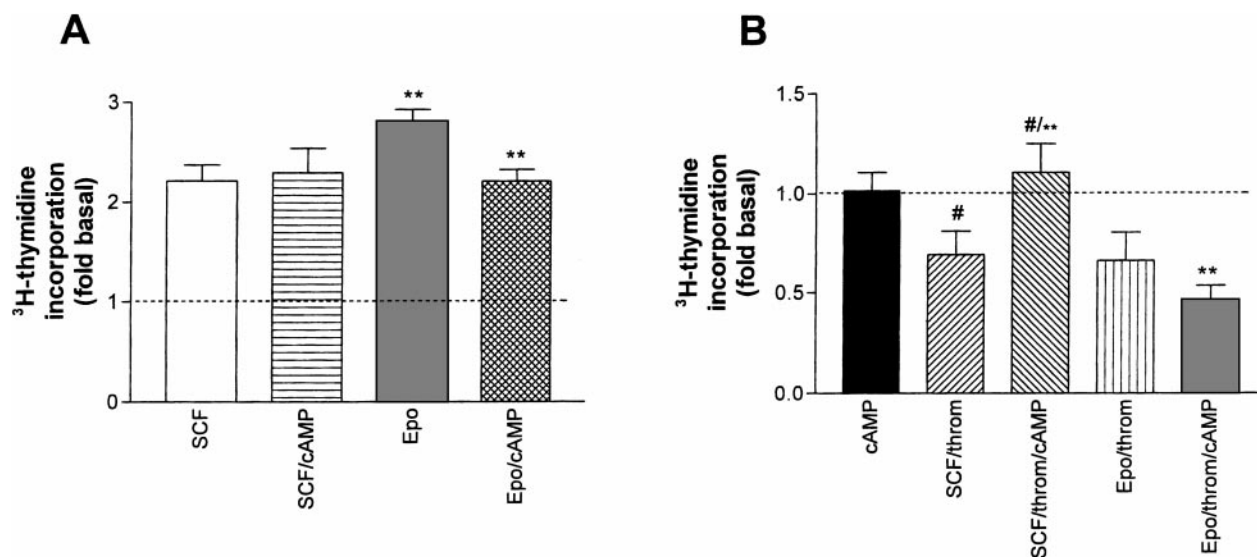 A
³H-thymidine
incorporation
(fold basal)
3
2
1
0
**
**
SCF
SCF/cAMP
Epo
Epo/cAMP
B
³H-thymidine
incorporation
(fold basal)
1.5
1.0
0.5
0.0
#
#/**
**
cAMP
SCF/throm
SCF/throm/cAMP
Epo/throm
Epo/throm/cAMP